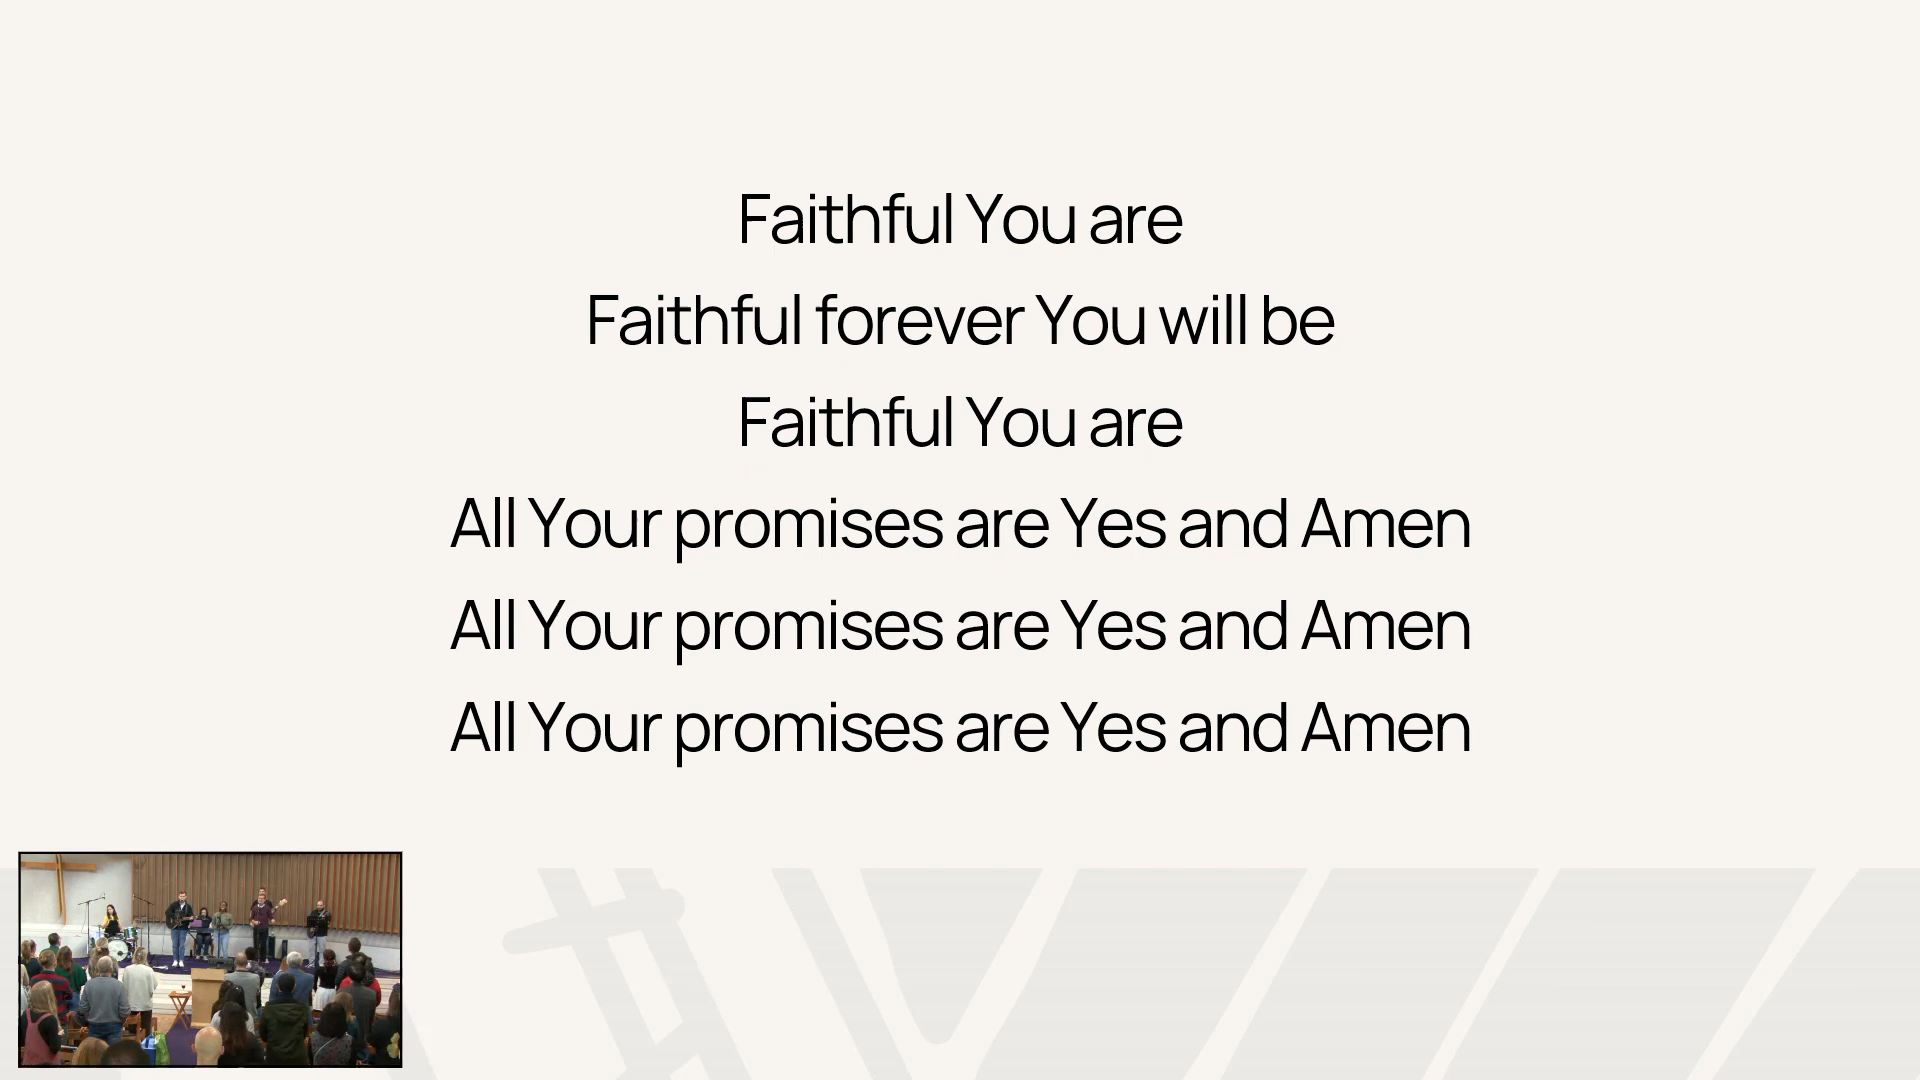 Faithful You are
Faithful forever You will be
Faithful You are
All Your promises are Yes and Amen
All Your promises are Yes and Amen
All Your promises are Yes and Amen